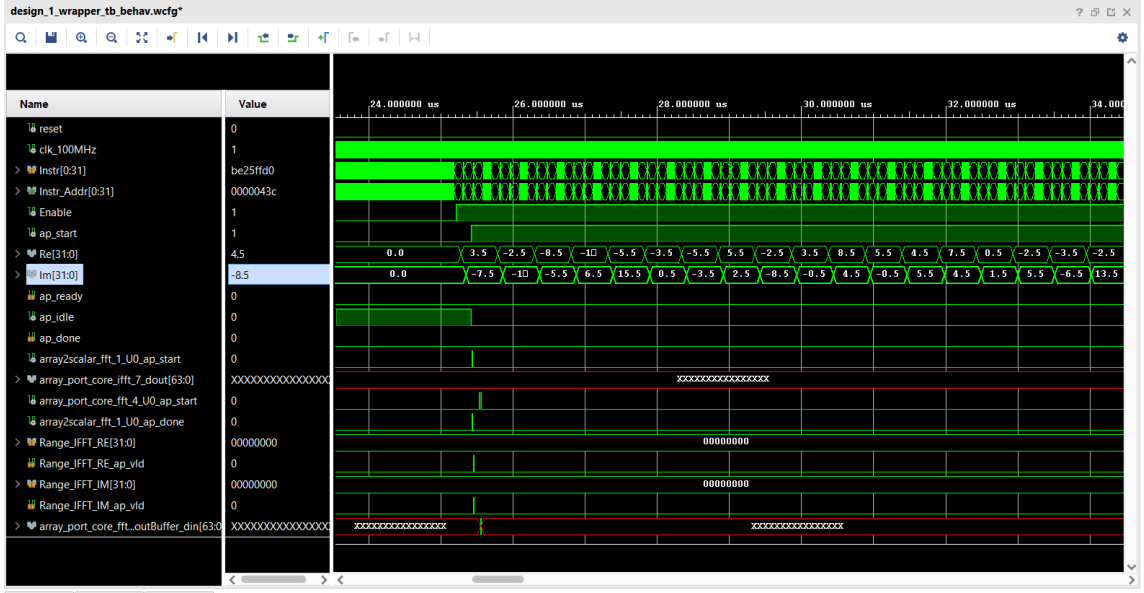 design_1_wrapper_tb_behav.wcfg*
Name Value 24.000000 us 26.000000 us 28.000000 us 30.000000 us 32.000000 us 34.000
reset 0
clk_100MHz 1
Instr[0:31] be25ffd0
Instr_Addr[0:31] 0000043c
Enable 1
ap_start 1
Re[31:0] 4.5 0.0 3.5 -2.5 -8.5 -1□ -5.5 -3.5 -5.5 5.5 -2.5 3.5 8.5 5.5 4.5 7.5 0.5 -2.5 -3.5 -2.5
Im[31:0] -8.5 0.0 -7.5 -1□ -5.5 6.5 15.5 0.5 -3.5 2.5 -8.5 -0.5 4.5 -0.5 5.5 4.5 1.5 5.5 -6.5 13.5
ap_ready 0
ap_idle 0
ap_done 0
array2scalar_fft_1_U0_ap_start 0
array_port_core_ifft_7_dout[63:0] XXXXXXXXXXXXXXXX XXXXXXXXXXXXXXXX
array_port_core_fft_4_U0_ap_start 0
array2scalar_fft_1_U0_ap_done 0
Range_IFFT_RE[31:0] 00000000 00000000
Range_IFFT_RE_ap_vld 0
Range_IFFT_IM[31:0] 00000000 00000000
Range_IFFT_IM_ap_vld 0
array_port_core_fft...outBuffer_din[63:0 XXXXXXXXXXXXXXXX XXXXXXXXXXXXXXXX XXXXXXXXXXXXXXXX